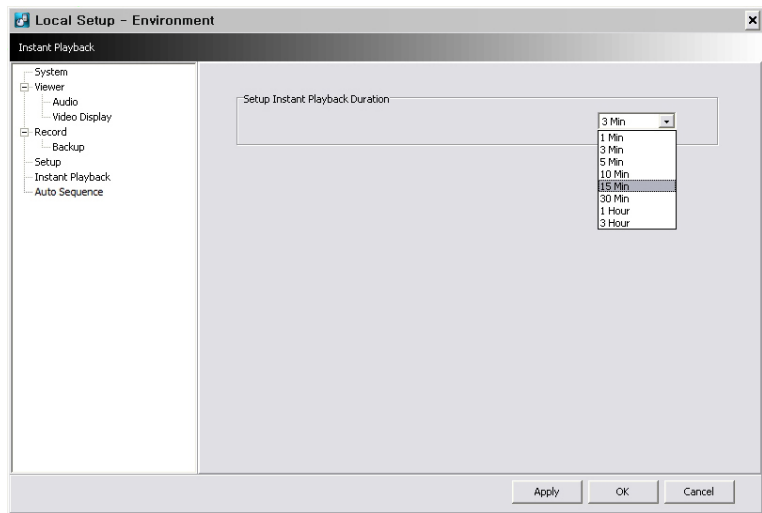 Local Setup - Environment
Instant Playback
System
Viewer
Audio
Video Display
Record
Backup
Setup
Instant Playback
Auto Sequence
Setup Instant Playback Duration
3 Min
1 Min
3 Min
5 Min
10 Min
15 Min
30 Min
1 Hour
3 Hour
Apply
OK
Cancel